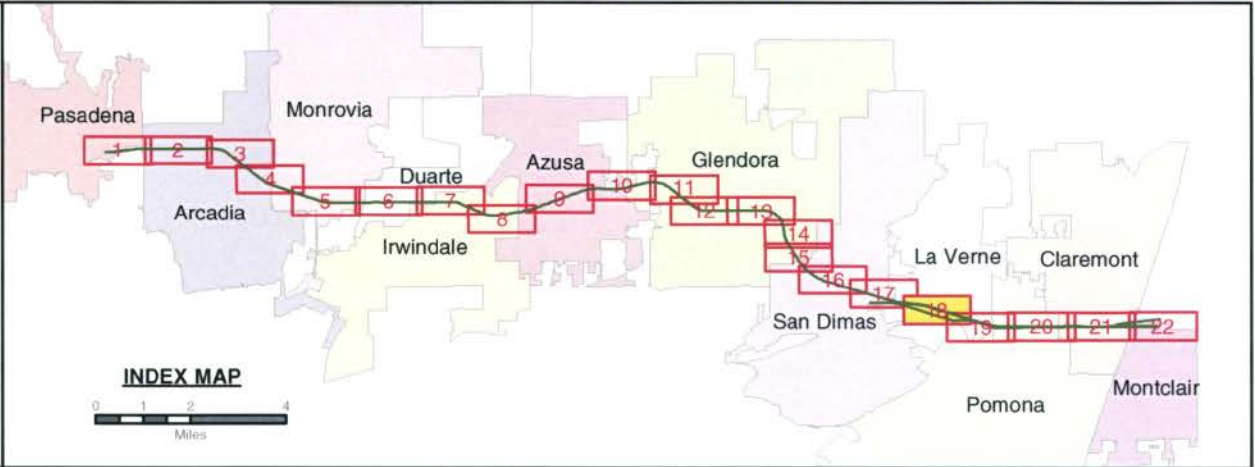 Pasadena
Monrovia
Arcadia
Duarte
Irwindale
Azusa
Glendora
La Verne
Claremont
San Dimas
Pomona
Montclair
1
2
3
4
5
6
7
8
9
10
11
12
13
14
15
16
17
18
19
20
21
22
INDEX MAP
0 1 2 4
Miles